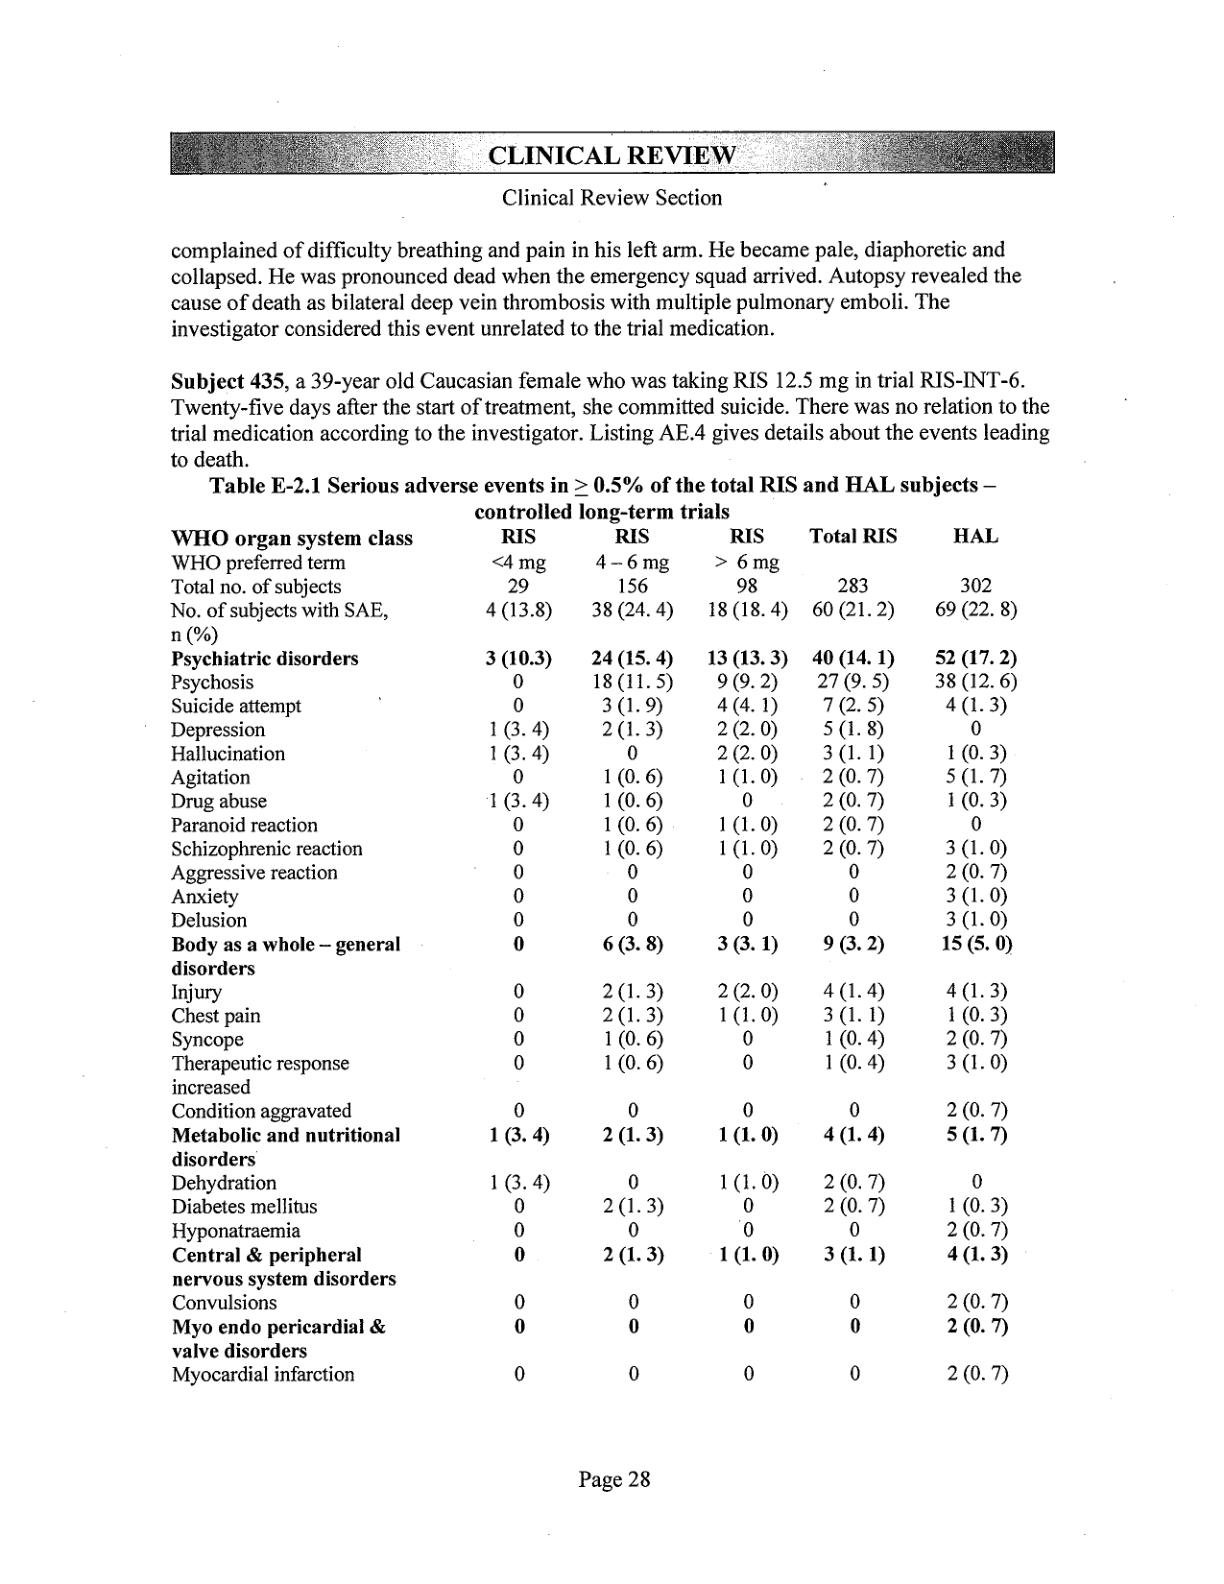 CLINICAL REVIEW
Clinical Review Section
complained of difficulty breathing and pain in his left arm. He became pale, diaphoretic and
collapsed. He was pronounced dead when the emergency squad arrived. Autopsy revealed the
cause of death as bilateral deep vein thrombosis with multiple pulmonary emboli. The
investigator considered this event unrelated to the trial medication.
Subject 435, a 39-year old Caucasian female who was taking RIS 12.5 mg in trial RIS-INT-6.
Twenty-five days after the start of treatment, she committed suicide. There was no relation to the
trial medication according to the investigator. Listing AE.4 gives details about the events leading
to death.
Table E-2.1 Serious adverse events in ≥ 0.5% of the total RIS and HAL subjects –
controlled long-term trials
WHO organ system class RIS RIS RIS Total RIS HAL
WHO preferred term <4 mg 4 – 6 mg > 6 mg
Total no. of subjects 29 156 98 283 302
No. of subjects with SAE, 4 (13.8) 38 (24. 4) 18 (18. 4) 60 (21. 2) 69 (22. 8)
n (%)
Psychiatric disorders 3 (10.3) 24 (15. 4) 13 (13. 3) 40 (14. 1) 52 (17. 2)
Psychosis 0 18 (11. 5) 9 (9. 2) 27 (9. 5) 38 (12. 6)
Suicide attempt 0 3 (1. 9) 4 (4. 1) 7 (2. 5) 4 (1. 3)
Depression 1 (3. 4) 2 (1. 3) 2 (2. 0) 5 (1. 8) 0
Hallucination 1 (3. 4) 0 2 (2. 0) 3 (1. 1) 1 (0. 3)
Agitation 0 1 (0. 6) 1 (1. 0) 2 (0. 7) 5 (1. 7)
Drug abuse 1 (3. 4) 1 (0. 6) 0 2 (0. 7) 1 (0. 3)
Paranoid reaction 0 1 (0. 6) 1 (1. 0) 2 (0. 7) 0
Schizophrenic reaction 0 1 (0. 6) 1 (1. 0) 2 (0. 7) 3 (1. 0)
Aggressive reaction 0 0 0 0 2 (0. 7)
Anxiety 0 0 0 0 3 (1. 0)
Delusion 0 0 0 0 3 (1. 0)
Body as a whole – general 0 6 (3. 8) 3 (3. 1) 9 (3. 2) 15 (5. 0)
disorders
Injury 0 2 (1. 3) 2 (2. 0) 4 (1. 4) 4 (1. 3)
Chest pain 0 2 (1. 3) 1 (1. 0) 3 (1. 1) 1 (0. 3)
Syncope 0 1 (0. 6) 0 1 (0. 4) 2 (0. 7)
Therapeutic response 0 1 (0. 6) 0 1 (0. 4) 3 (1. 0)
increased
Condition aggravated 0 0 0 0 2 (0. 7)
Metabolic and nutritional 1 (3. 4) 2 (1. 3) 1 (1. 0) 4 (1. 4) 5 (1. 7)
disorders
Dehydration 1 (3. 4) 0 1 (1. 0) 2 (0. 7) 0
Diabetes mellitus 0 2 (1. 3) 0 2 (0. 7) 1 (0. 3)
Hyponatraemia 0 0 0 0 2 (0. 7)
Central & peripheral 0 2 (1. 3) 1 (1. 0) 3 (1. 1) 4 (1. 3)
nervous system disorders
Convulsions 0 0 0 0 2 (0. 7)
Myo endo pericardial & 0 0 0 0 2 (0. 7)
valve disorders
Myocardial infarction 0 0 0 0 2 (0. 7)
Page 28